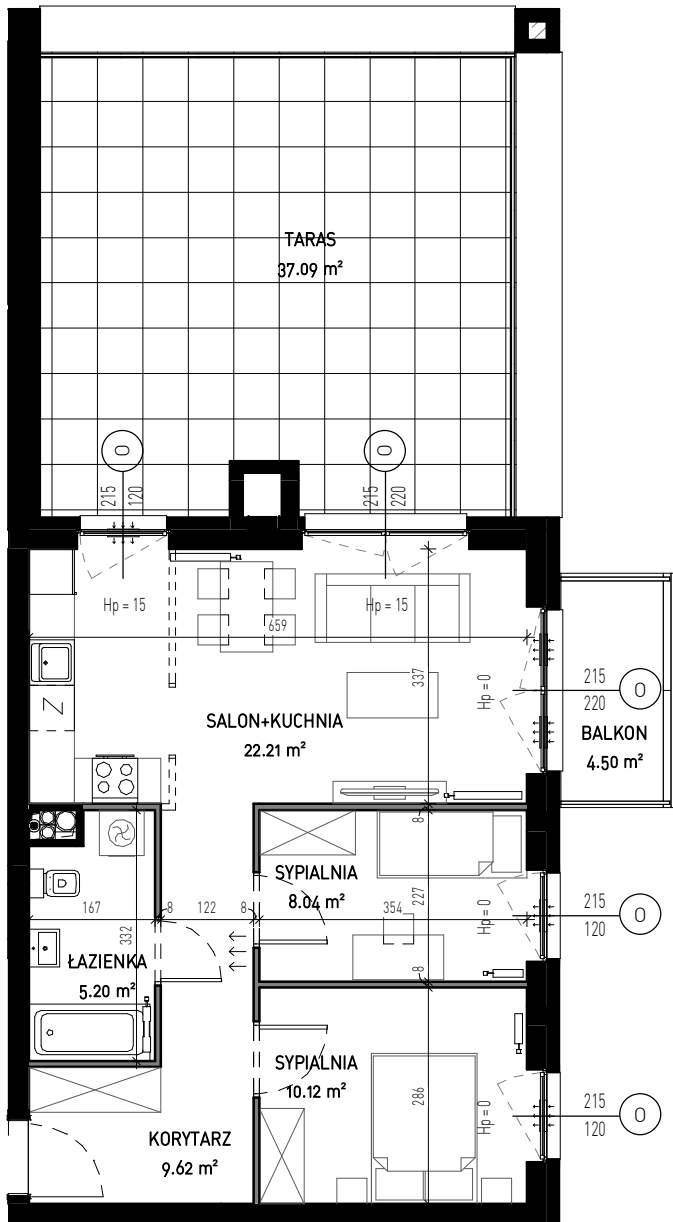 TARAS
37.09 m²
O
O
215
120
215
220
Hp = 15
Hp = 15
659
337
Hp = 0
Z
SALON+KUCHNIA
22.21 m²
215
220
O
BALKON
4.50 m²
8
SYPIALNIA
8.04 m²
167
8
122
8
354
227
332
Hp = 0
215
120
O
ŁAZIENKA
5.20 m²
8
SYPIALNIA
10.12 m²
286
Hp = 0
215
120
O
KORYTARZ
9.62 m²